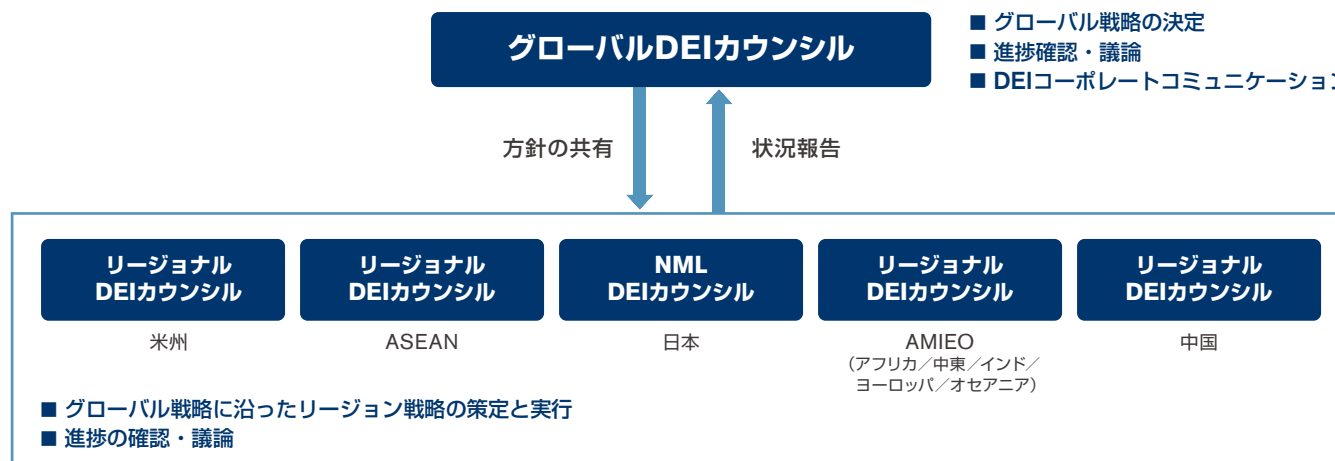 グローバルDEIカウンシル
■ グローバル戦略の決定
■ 進捗確認・議論
■ DEIコーポレートコミュニケーション
方針の共有
状況報告
リージョナル
DEIカウンシル
米州
リージョナル
DEIカウンシル
ASEAN
NML
DEIカウンシル
日本
リージョナル
DEIカウンシル
AMIEO
（アフリカ／中東／インド／
ヨーロッパ／オセアニア）
リージョナル
DEIカウンシル
中国
■ グローバル戦略に沿ったリージョン戦略の策定と実行
■ 進捗の確認・議論